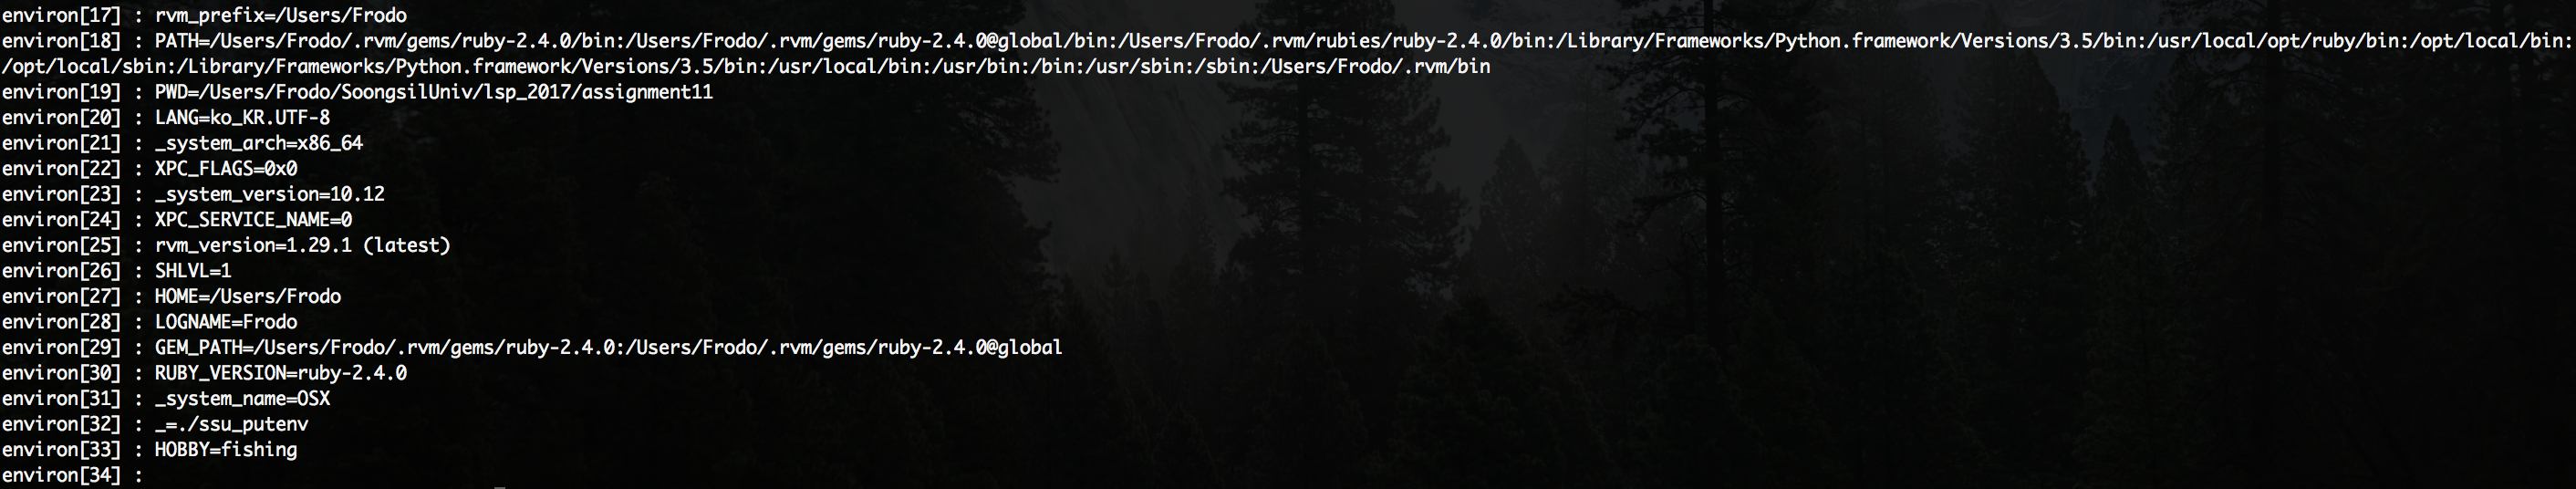 environ[17] : rvm_prefix=/Users/Frodo
environ[18] : PATH=/Users/Frodo/.rvm/gems/ruby-2.4.0/bin:/Users/Frodo/.rvm/gems/ruby-2.4.0@global/bin:/Users/Frodo/.rvm/rubies/ruby-2.4.0/bin:/Library/Frameworks/Python.framework/Versions/3.5/bin:/usr/local/opt/ruby/bin:/opt/local/bin:
/opt/local/sbin:/Library/Frameworks/Python.framework/Versions/3.5/bin:/usr/local/bin:/usr/bin:/bin:/usr/sbin:/sbin:/Users/Frodo/.rvm/bin
environ[19] : PWD=/Users/Frodo/SoongsilUniv/lsp_2017/assignment11
environ[20] : LANG=ko_KR.UTF-8
environ[21] : _system_arch=x86_64
environ[22] : XPC_FLAGS=0x0
environ[23] : _system_version=10.12
environ[24] : XPC_SERVICE_NAME=0
environ[25] : rvm_version=1.29.1 (latest)
environ[26] : SHLVL=1
environ[27] : HOME=/Users/Frodo
environ[28] : LOGNAME=Frodo
environ[29] : GEM_PATH=/Users/Frodo/.rvm/gems/ruby-2.4.0:/Users/Frodo/.rvm/gems/ruby-2.4.0@global
environ[30] : RUBY_VERSION=ruby-2.4.0
environ[31] : _system_name=OSX
environ[32] : _=./ssu_putenv
environ[33] : HOBBY=fishing
environ[34] :